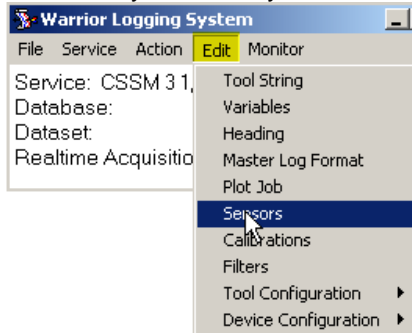 Warrior Logging System
File Service Action Edit Monitor
Service: CSSM 3 1,
Database:
Dataset:
Realtime Acquisitio
Tool String
Variables
Heading
Master Log Format
Plot Job
Sensors
Calibrations
Filters
Tool Configuration
Device Configuration